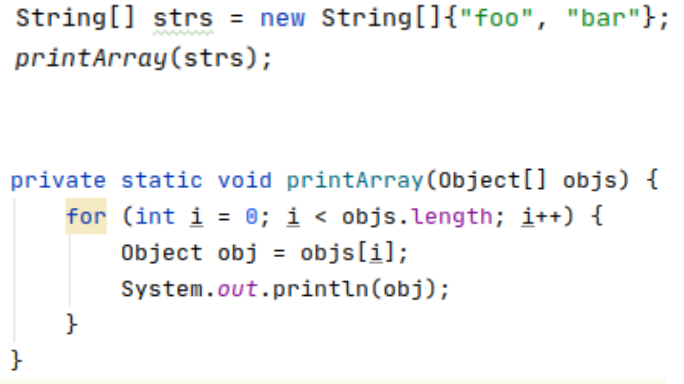 String[] strs = new String[]{"foo", "bar"};
printArray(strs);
private static void printArray(Object[] objs) {
for (int i = 0; i < objs.length; i++) {
Object obj = objs[i];
System.out.println(obj);
}
}